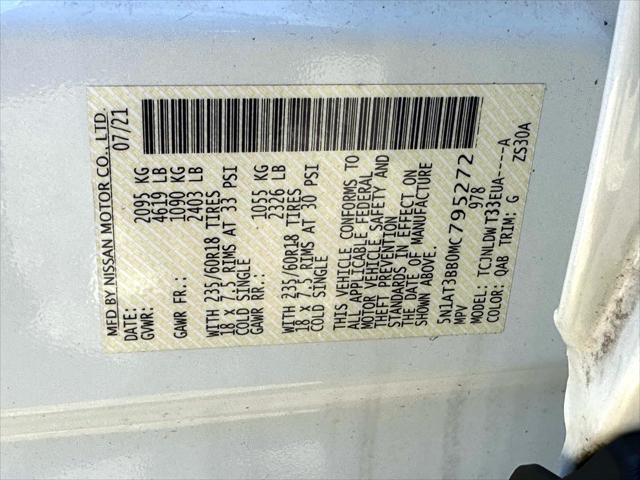 MFD BY NISSAN MOTOR CO., LTD.
DATE: 07/21
GVWR: 2095 KG
4619 LB
GAWR FR.: 1090 KG
2403 LB
WITH 235/60R18 TIRES
18 X 7.5 RIMS AT 33 PSI
COLD SINGLE
GAWR RR.: 1055 KG
2326 LB
WITH 235/60R18 TIRES
18 X 7.5 RIMS AT 30 PSI
COLD SINGLE
THIS VEHICLE CONFORMS TO
ALL APPLICABLE FEDERAL
MOTOR VEHICLE SAFETY AND
THEFT PREVENTION
STANDARDS IN EFFECT ON
THE DATE OF MANUFACTURE
SHOWN ABOVE.
5N1AT3BB0MC795272
MPV 978
MODEL: TCJNLDWT33EUA-----A
COLOR: QAB TRIM: G ZS30A